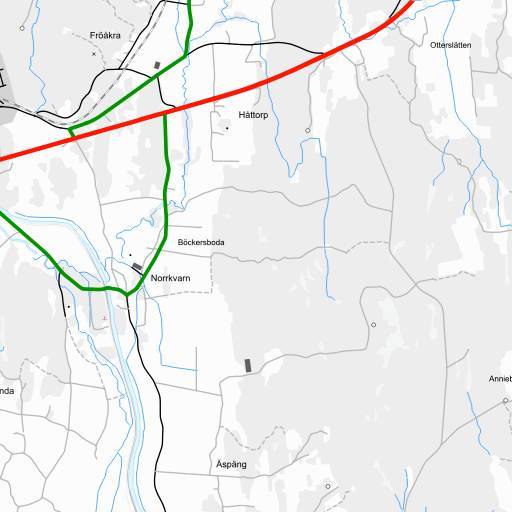 Fröåkra
Otterslätten
Håttorp
Böckersboda
Norrkvarn
Annieb
nda
Åspång